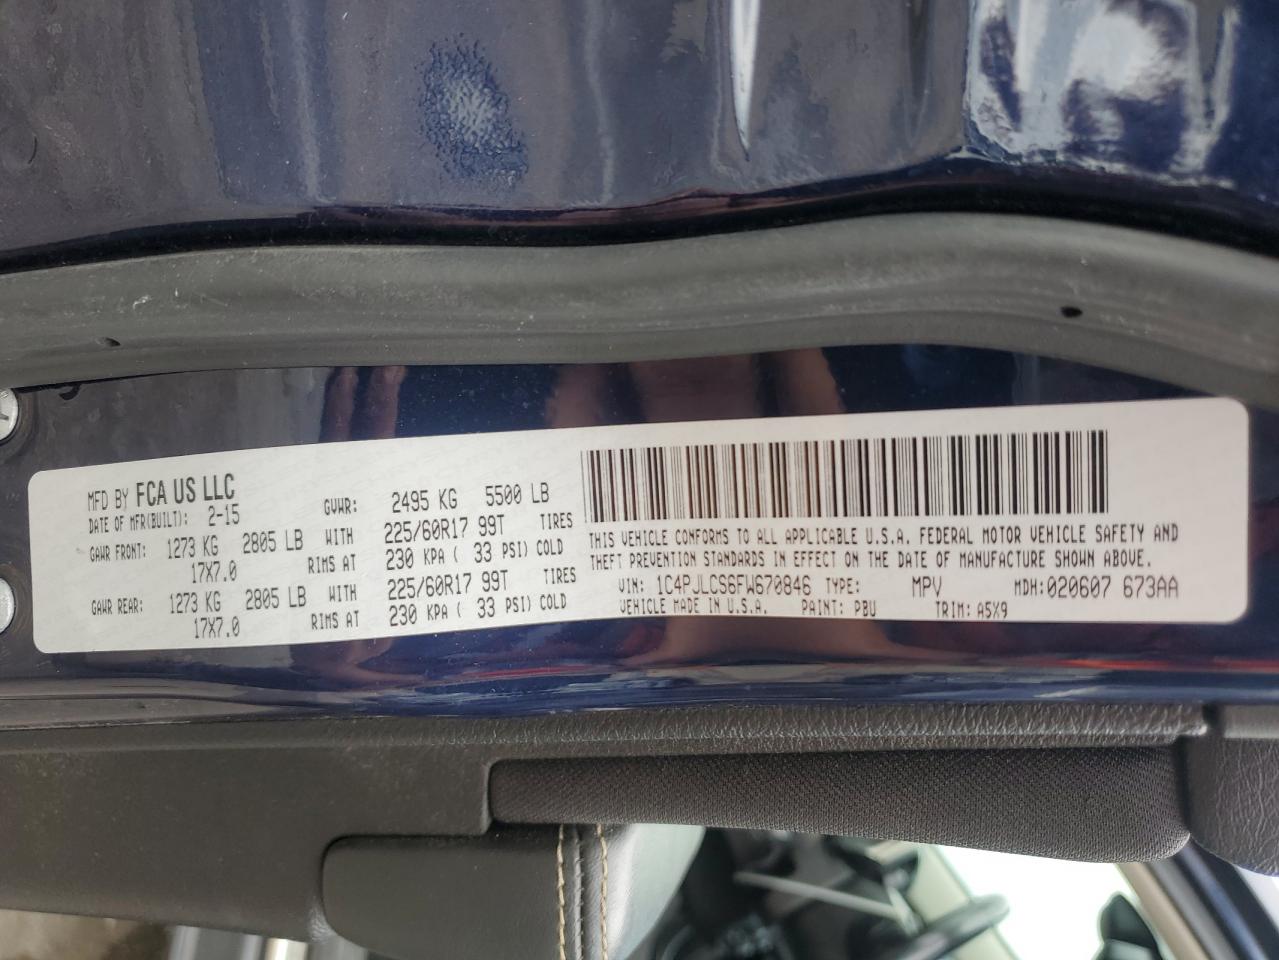 MFD BY FCA US LLC
DATE OF MFR(BUILT): 2-15 GVWR: 2495 KG 5500 LB
GAWR FRONT: 1273 KG 2805 LB WITH 225/60R17 99T TIRES
17X7.0 RIMS AT 230 KPA ( 33 PSI) COLD
GAWR REAR: 1273 KG 2805 LB WITH 225/60R17 99T TIRES
17X7.0 RIMS AT 230 KPA ( 33 PSI) COLD
THIS VEHICLE CONFORMS TO ALL APPLICABLE U.S.A. FEDERAL MOTOR VEHICLE SAFETY AND
THEFT PREVENTION STANDARDS IN EFFECT ON THE DATE OF MANUFACTURE SHOWN ABOVE.
VIN: 1C4PJLCS6FW670846 TYPE: MPV MDH:020607 673AA
VEHICLE MADE IN U.S.A. PAINT: PBU TRIM: A5X9